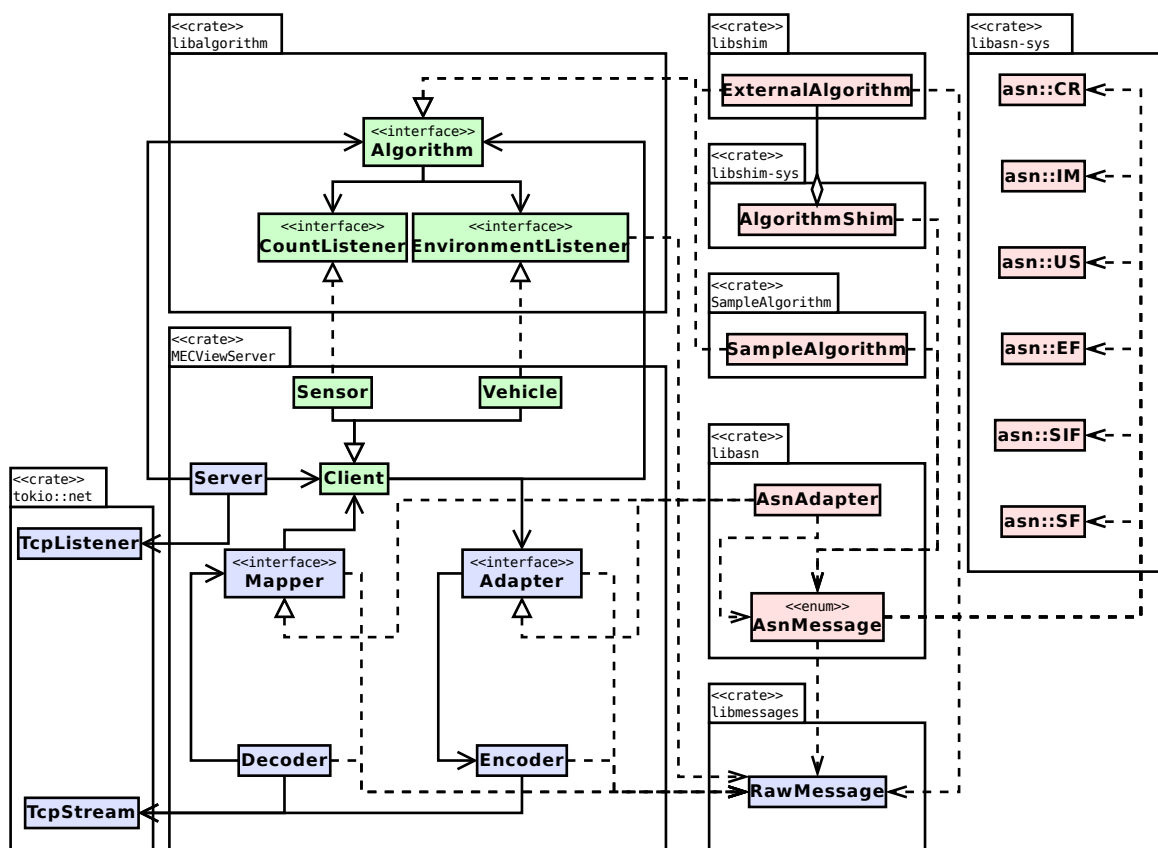 <<crate>>
libalgorithm
<<interface>>
Algorithm
<<interface>>
CountListener
<<interface>>
EnvironmentListener
<<crate>>
MECViewServer
Sensor
Vehicle
Server
Client
<<interface>>
Mapper
<<interface>>
Adapter
Decoder
Encoder
<<crate>>
tokio::net
TcpListener
TcpStream
<<crate>>
libshim
ExternalAlgorithm
<<crate>>
libshim-sys
AlgorithmShim
<<crate>>
SampleAlgorithm
SampleAlgorithm
<<crate>>
libasn
AsnAdapter
<<enum>>
AsnMessage
<<crate>>
libmessages
RawMessage
<<crate>>
libasn-sys
asn::CR
asn::IM
asn::US
asn::EF
asn::SIF
asn::SF